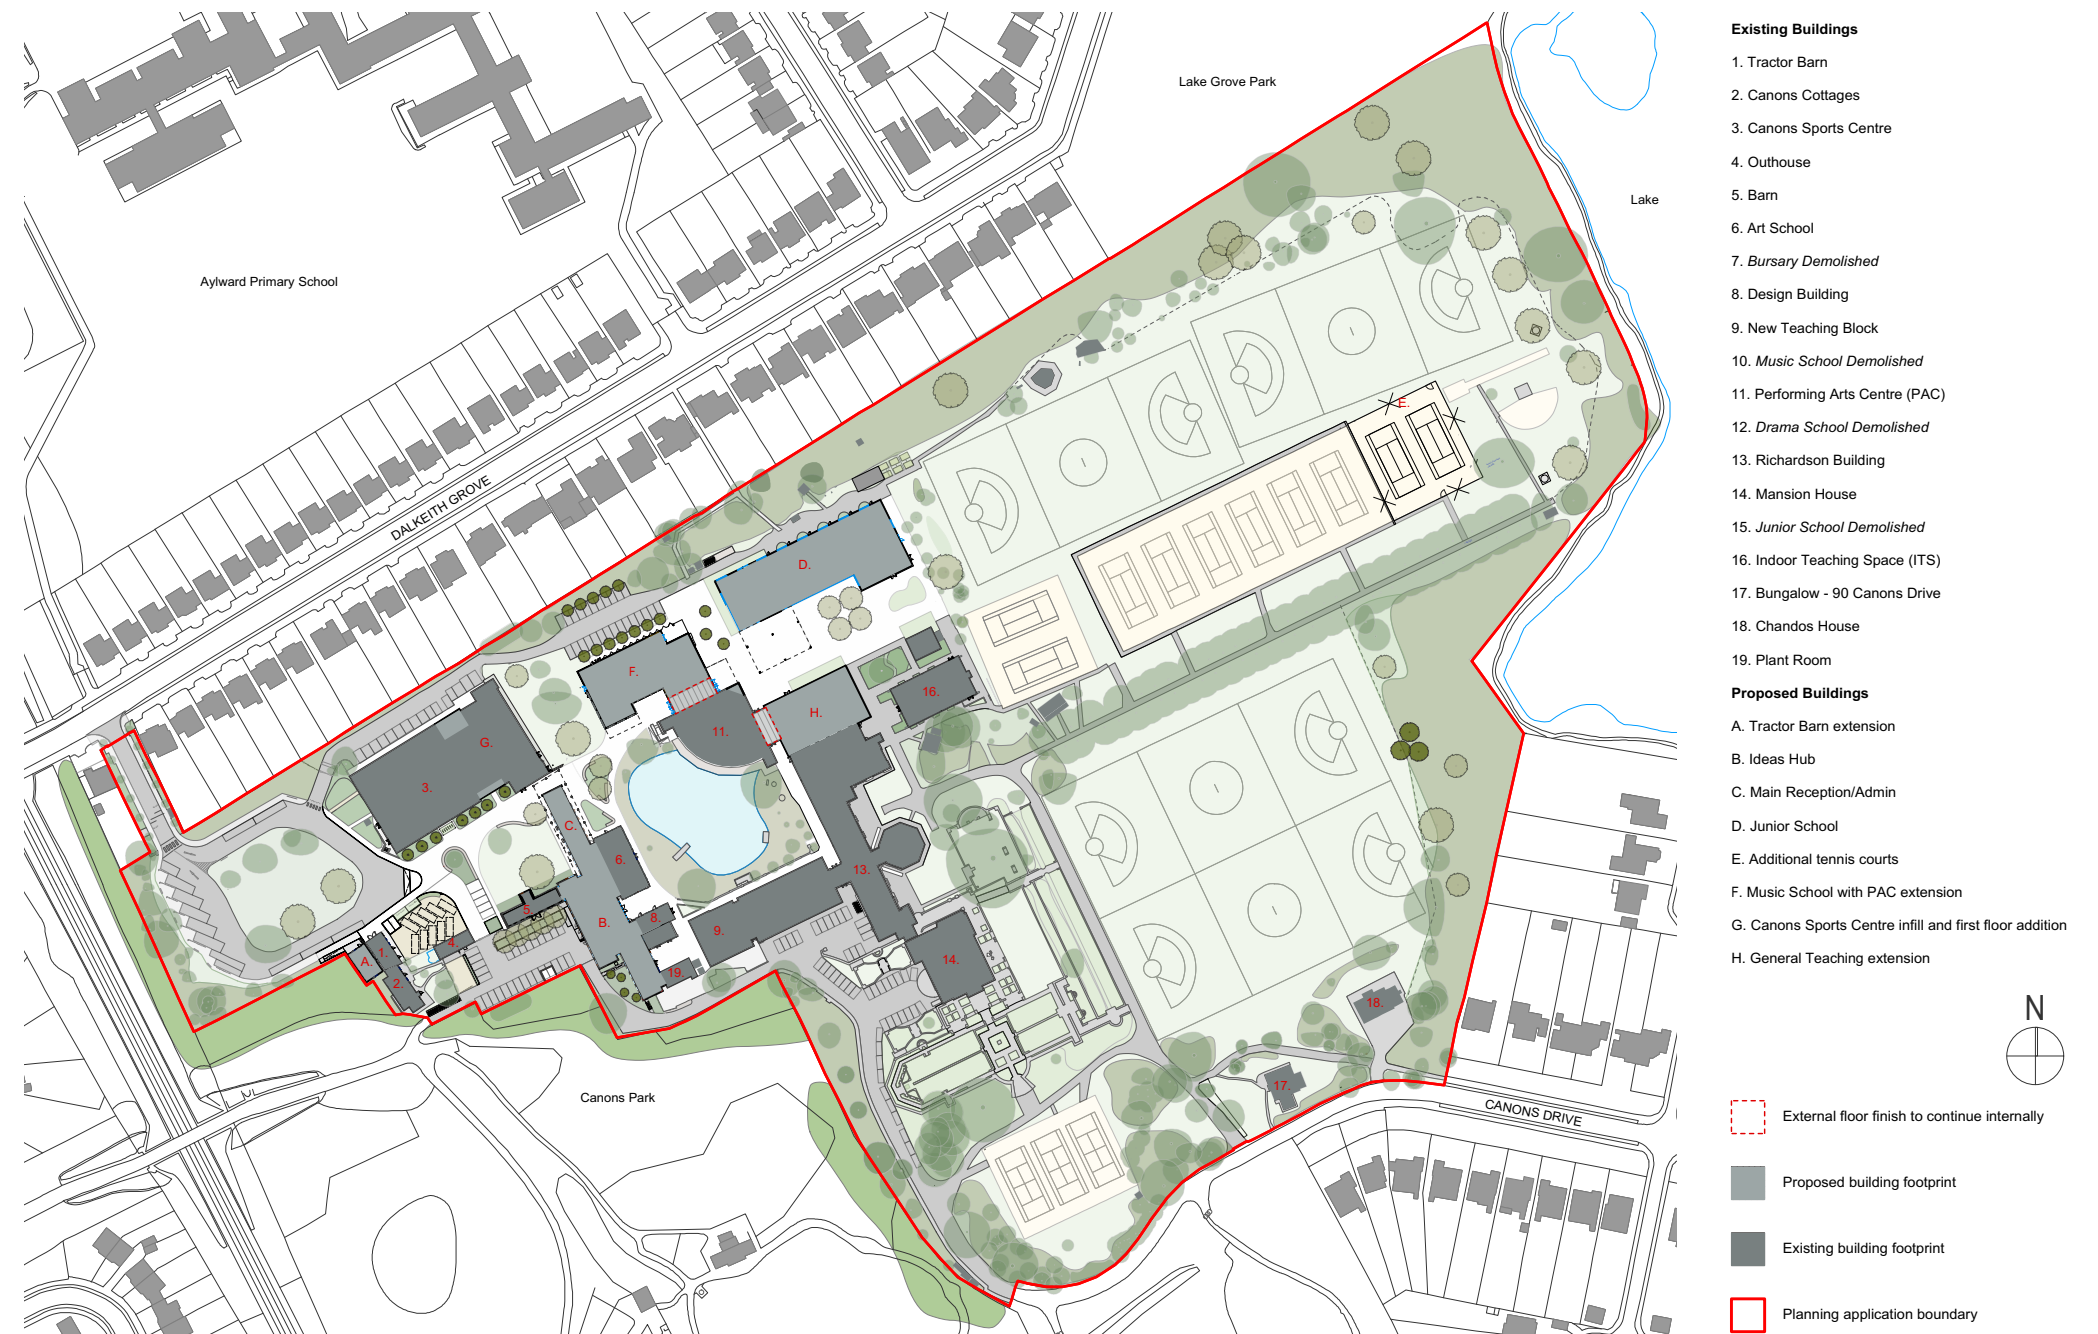 Lake Grove Park
Lake
Aylward Primary School
DALKEITH GROVE
E.
D.
F.
16.
H.
11.
G.
3.
C.
6.
13.
5.
B.
8.
9.
4.
1.
A.
2.
19.
14.
18.
17.
Canons Park
CANONS DRIVE
Existing Buildings
1. Tractor Barn
2. Canons Cottages
3. Canons Sports Centre
4. Outhouse
5. Barn
6. Art School
7. Bursary Demolished
8. Design Building
9. New Teaching Block
10. Music School Demolished
11. Performing Arts Centre (PAC)
12. Drama School Demolished
13. Richardson Building
14. Mansion House
15. Junior School Demolished
16. Indoor Teaching Space (ITS)
17. Bungalow - 90 Canons Drive
18. Chandos House
19. Plant Room
Proposed Buildings
A. Tractor Barn extension
B. Ideas Hub
C. Main Reception/Admin
D. Junior School
E. Additional tennis courts
F. Music School with PAC extension
G. Canons Sports Centre infill and first floor addition
H. General Teaching extension
N
External floor finish to continue internally
Proposed building footprint
Existing building footprint
Planning application boundary